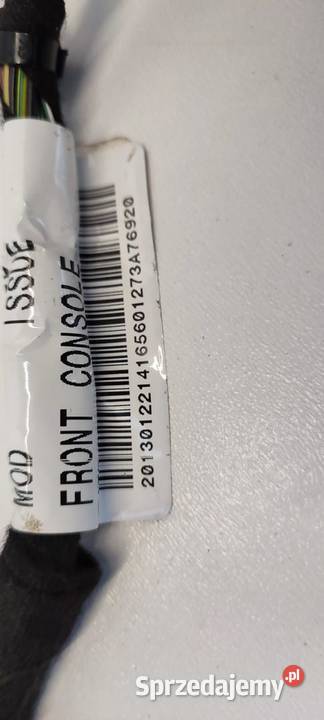 MOD ISSUE
FRONT CONSOLE
2013012214165601273A76920
Sprzedajemy.pl